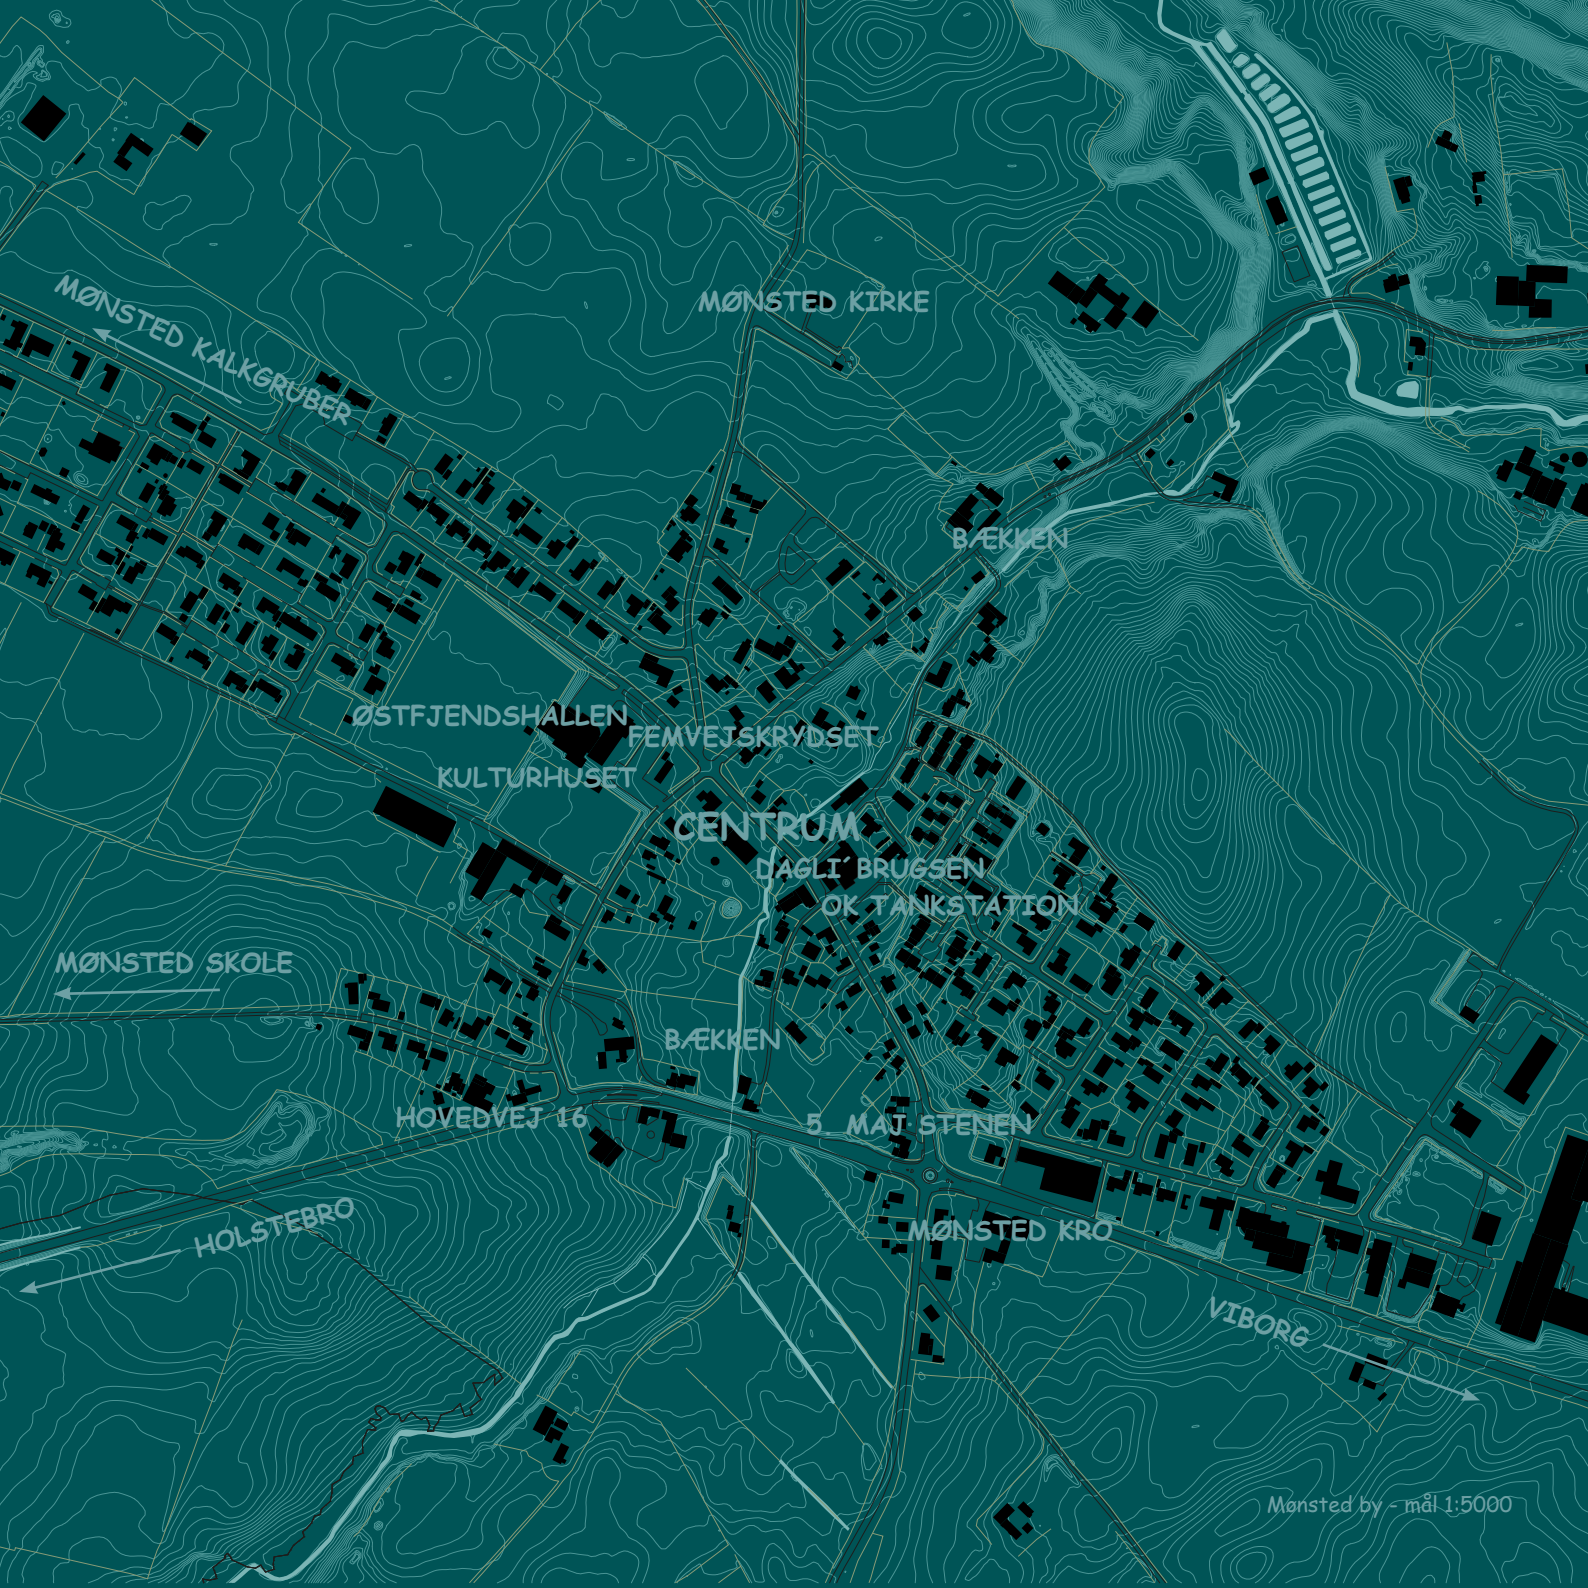 MØNSTED KALKGRUBER
MØNSTED KIRKE
BÆKKEN
ØSTFJENDSHALLEN
FEMVEJSKRYDSET
KULTURHUSET
CENTRUM
DAGLI´BRUGSEN
OK TANKSTATION
MØNSTED SKOLE
BÆKKEN
HOVEDVEJ 16
5. MAJ STENEN
HOLSTEBRO
MØNSTED KRO
VIBORG
Mønsted by - mål 1:5000